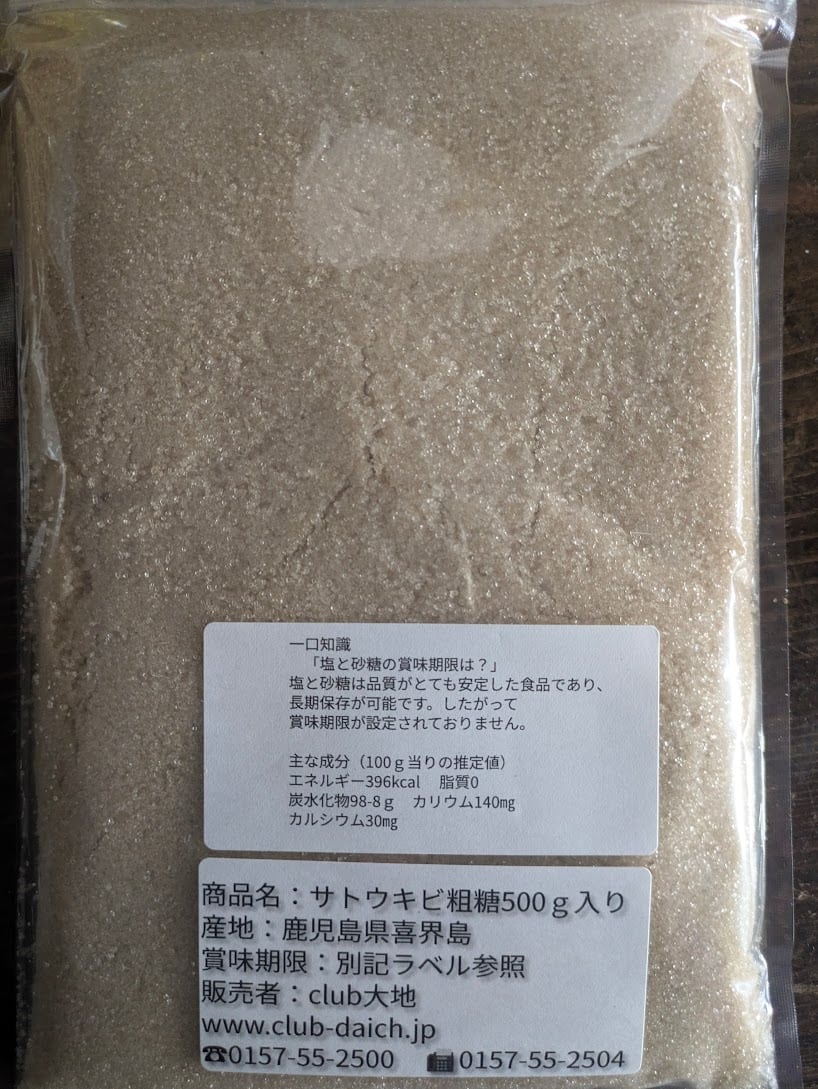 一口知識
「塩と砂糖の賞味期限は？」
塩と砂糖は品質がとても安定した食品であり、
長期保存が可能です。したがって
賞味期限が設定されておりません。
主な成分（100ｇ当りの推定値）
エネルギー396kcal　脂質0
炭水化物98-8ｇ　カリウム140㎎
カルシウム30㎎
商品名：サトウキビ粗糖500ｇ入り
産地：鹿児島県喜界島
賞味期限：別記ラベル参照
販売者：club大地
www.club-daich.jp
☎0157-55-2500　📠0157-55-2504